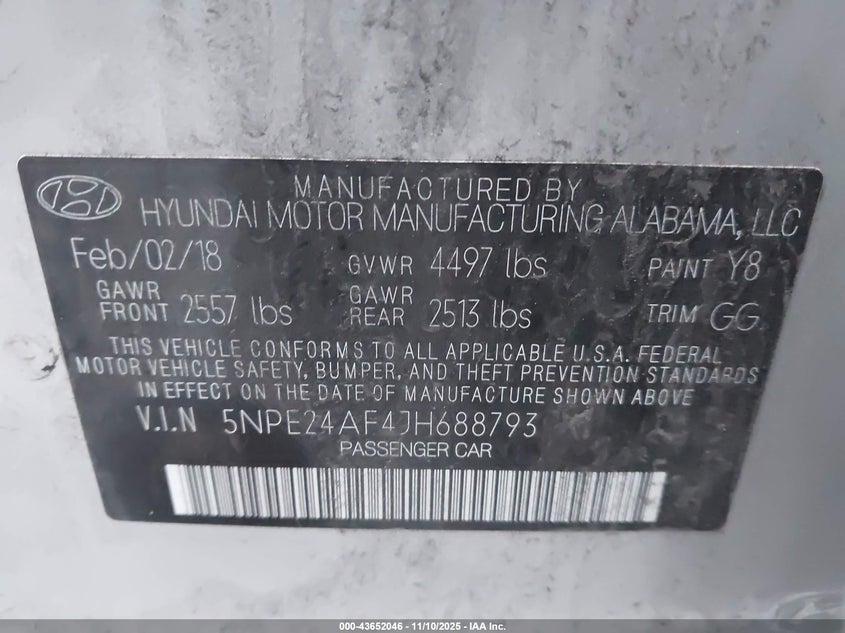 MANUFACTURED BY
HYUNDAI MOTOR MANUFACTURING ALABAMA, LLC
Feb/02/18 GVWR 4497 lbs PAINT Y8
GAWR FRONT 2557 lbs GAWR REAR 2513 lbs TRIM GG
THIS VEHICLE CONFORMS TO ALL APPLICABLE U.S.A. FEDERAL
MOTOR VEHICLE SAFETY, BUMPER, AND THEFT PREVENTION STANDARDS
IN EFFECT ON THE DATE OF MANUFACTURE SHOWN ABOVE.
V.I.N 5NPE24AF4JH688793
PASSENGER CAR
000-43652046 - 11/10/2025 - IAA Inc.